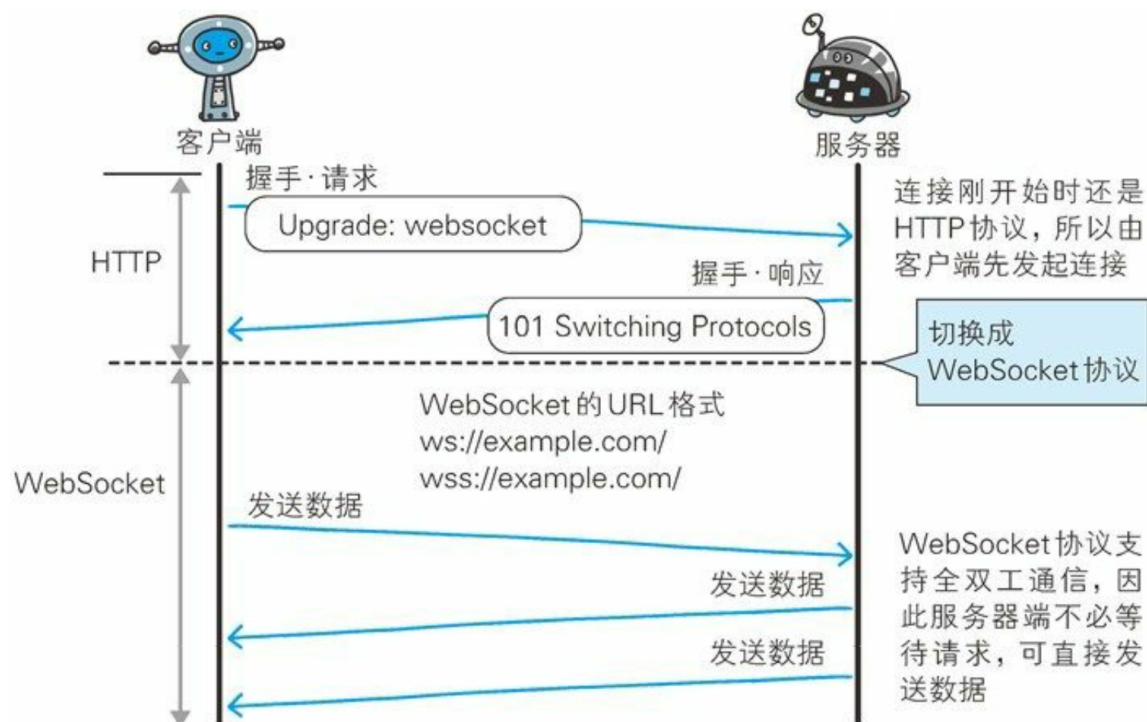 客户端
服务器
握手·请求
Upgrade: websocket
连接刚开始时还是
HTTP协议，所以由
客户端先发起连接
HTTP
握手·响应
101 Switching Protocols
切换成
WebSocket协议
WebSocket的URL格式
ws://example.com/
wss://example.com/
WebSocket
发送数据
WebSocket协议支
持全双工通信，因
此服务器端不必等
待请求，可直接发
送数据
发送数据
发送数据